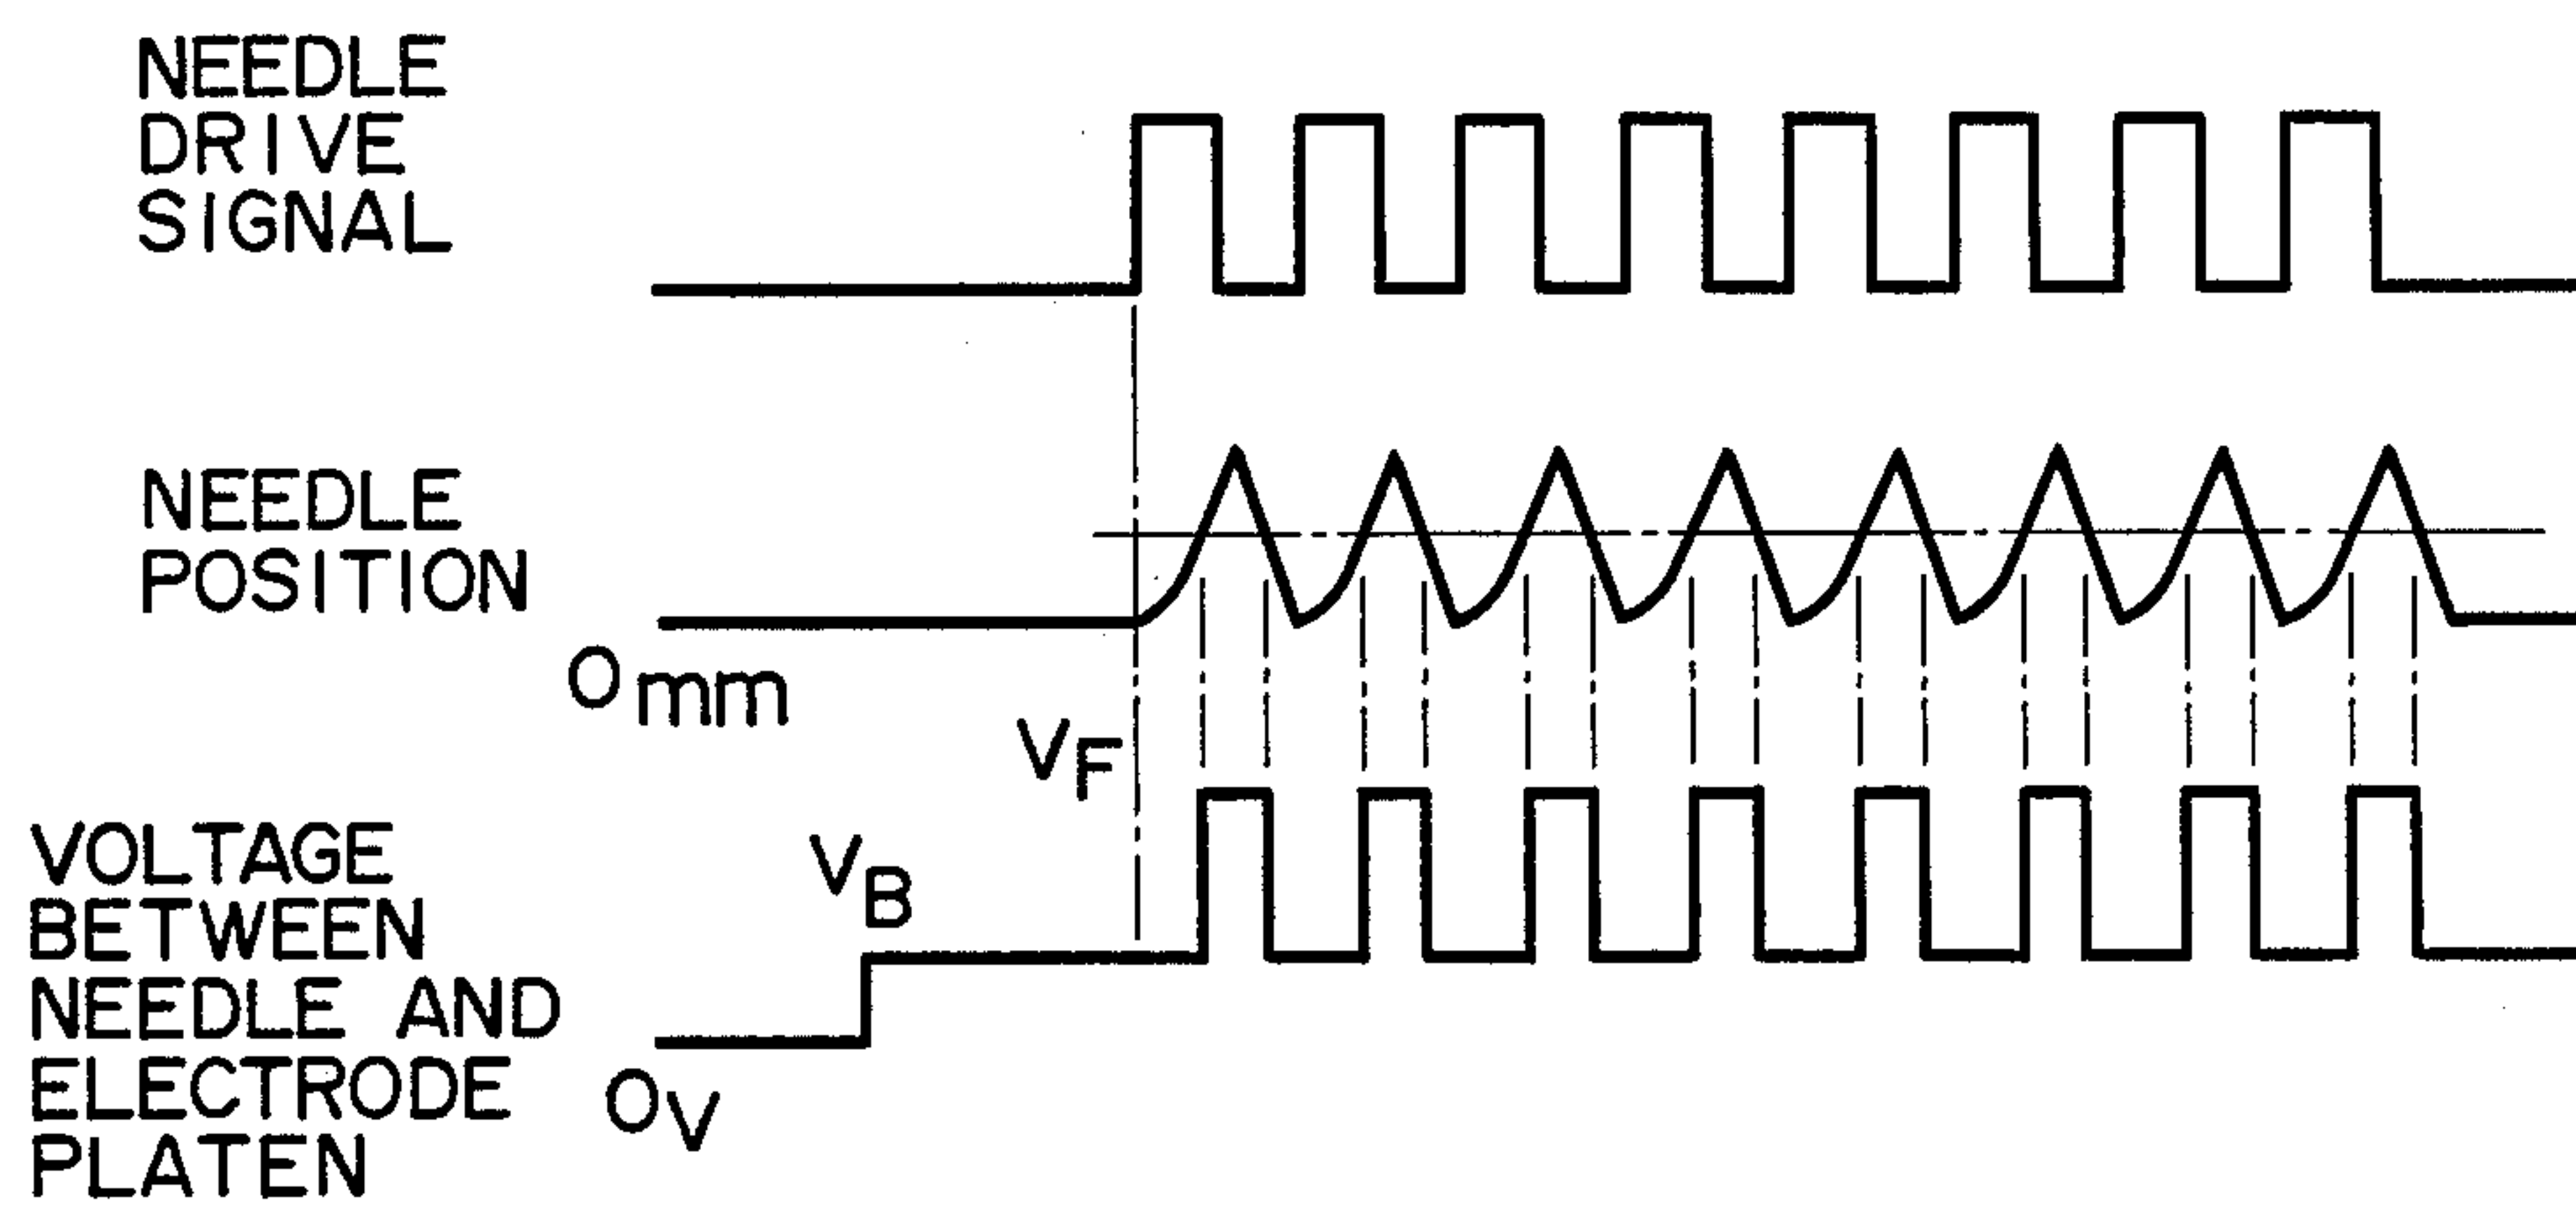 NEEDLE
DRIVE
SIGNAL
NEEDLE
POSITION
0mm
VF
VB
VOLTAGE
BETWEEN
NEEDLE AND
ELECTRODE
PLATEN
0V